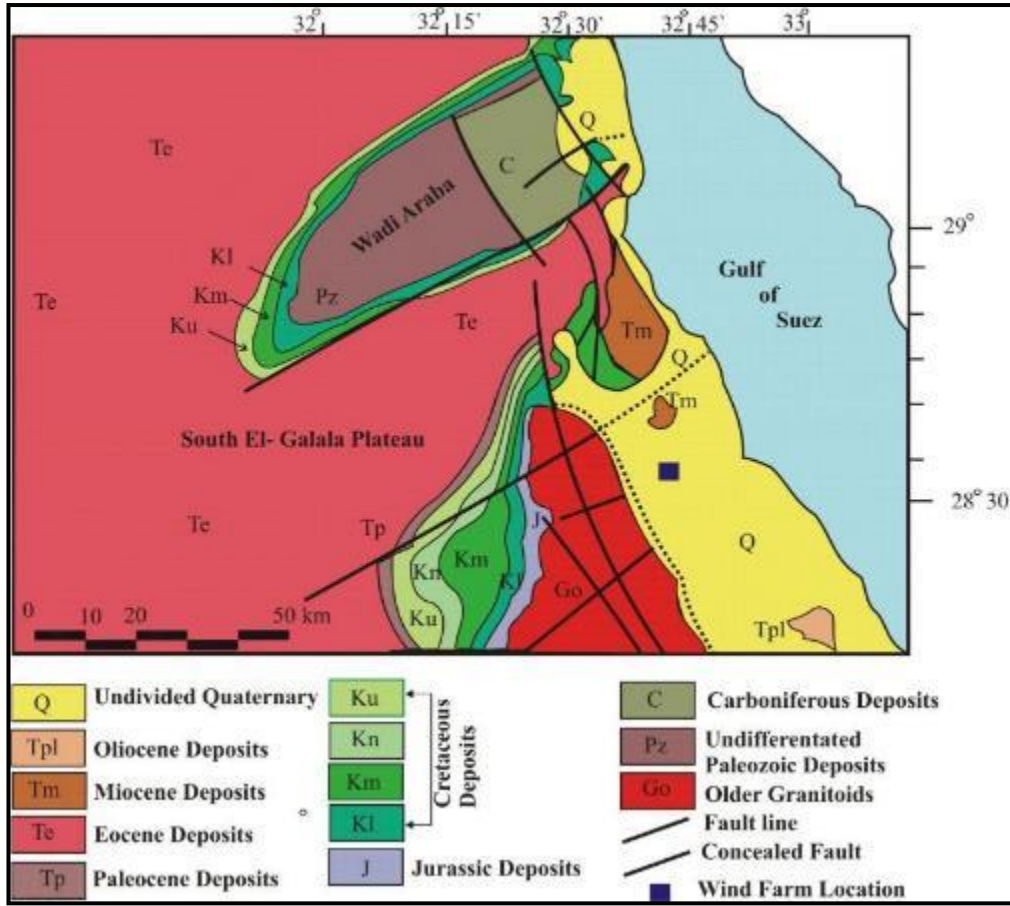 32° 32° 15' 32° 30' 32° 45' 33°
Te
Q
C
Wadi Araba
29°
Kl
Gulf
of
Suez
Te
Km
Pz
Ku
Te
Tm
Q
Tm
South El- Galala Plateau
28° 30'
Te
Tp
J
Q
Kn
Km
Kl
Go
Ku
Tpl
0 10 20 50 km
Q Undivided Quaternary
Tpl Oliocene Deposits
Tm Miocene Deposits
Te Eocene Deposits
Tp Paleocene Deposits
Ku
Kn
Km
Kl
Cretaceous
Deposits
J Jurassic Deposits
C Carboniferous Deposits
Pz Undifferentated
Paleozoic Deposits
Go Older Granitoids
Fault line
Concealed Fault
Wind Farm Location